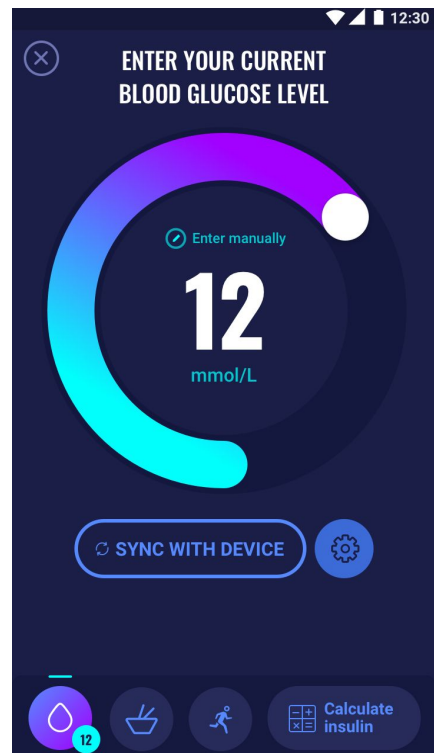 12:30
ENTER YOUR CURRENT
BLOOD GLUCOSE LEVEL
Enter manually
12
mmol/L
SYNC WITH DEVICE
12
Calculate
insulin